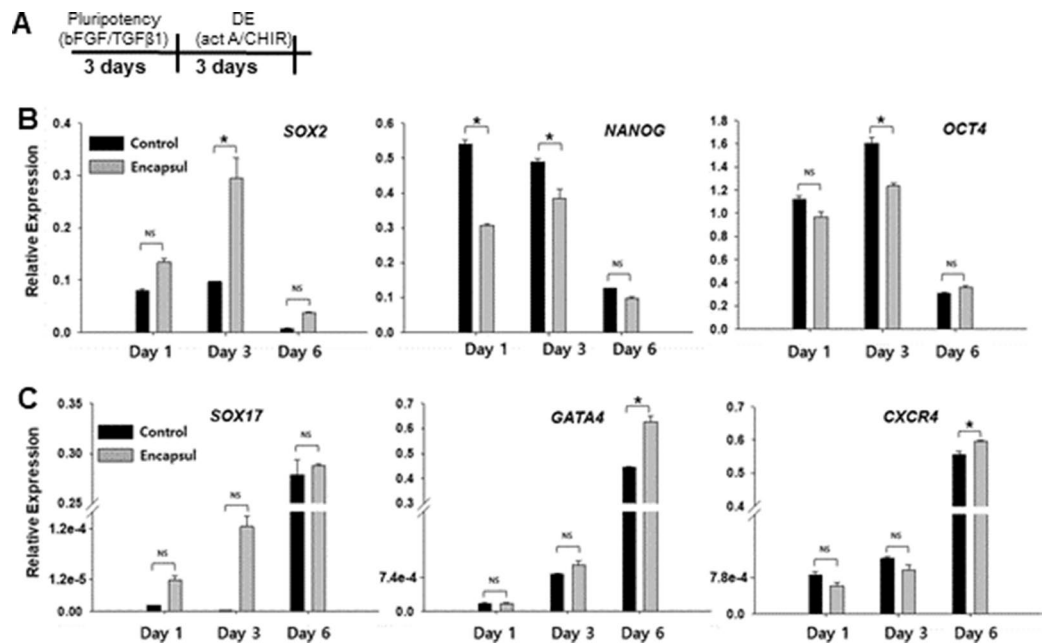 A
Pluripotency
(bFGF/TGFβ1)
DE
(act A/CHIR)
3 days
3 days
B
Relative Expression
0.4
0.3
0.2
0.1
0.0
Control
Encapsul
SOX2
NS
*
NS
Day 1
Day 3
Day 6
0.6
0.5
0.4
0.3
0.2
0.1
0.0
NANOG
*
*
NS
Day 1
Day 3
Day 6
1.8
1.6
1.4
1.2
1.0
0.8
0.6
0.4
0.2
0.0
OCT4
NS
*
NS
Day 1
Day 3
Day 6
C
Relative Expression
0.35
0.30
0.25
1.2e-4
1.2e-5
0.00
Control
Encapsul
SOX17
NS
NS
NS
Day 1
Day 3
Day 6
0.7
0.6
0.5
0.4
0.3
7.4e-4
0.0
GATA4
NS
NS
*
Day 1
Day 3
Day 6
0.7
0.6
0.5
0.4
7.8e-4
0.0
CXCR4
NS
NS
*
Day 1
Day 3
Day 6